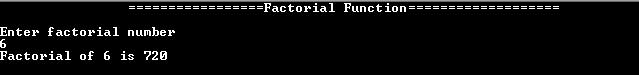 =================Factorial Function===================
Enter factorial number
6
Factorial of 6 is 720